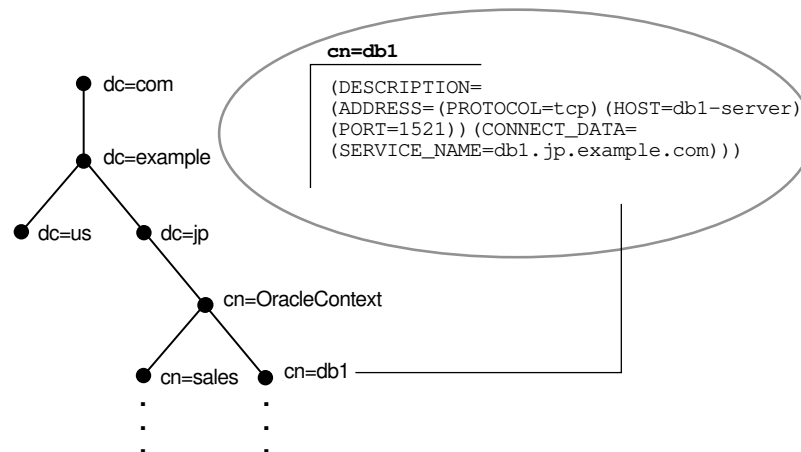 cn=db1
(DESCRIPTION=
(ADDRESS=(PROTOCOL=tcp)(HOST=db1-server)
(PORT=1521))(CONNECT_DATA=
(SERVICE_NAME=db1.jp.example.com)))
dc=com
dc=example
dc=us
dc=jp
cn=OracleContext
cn=sales
cn=db1